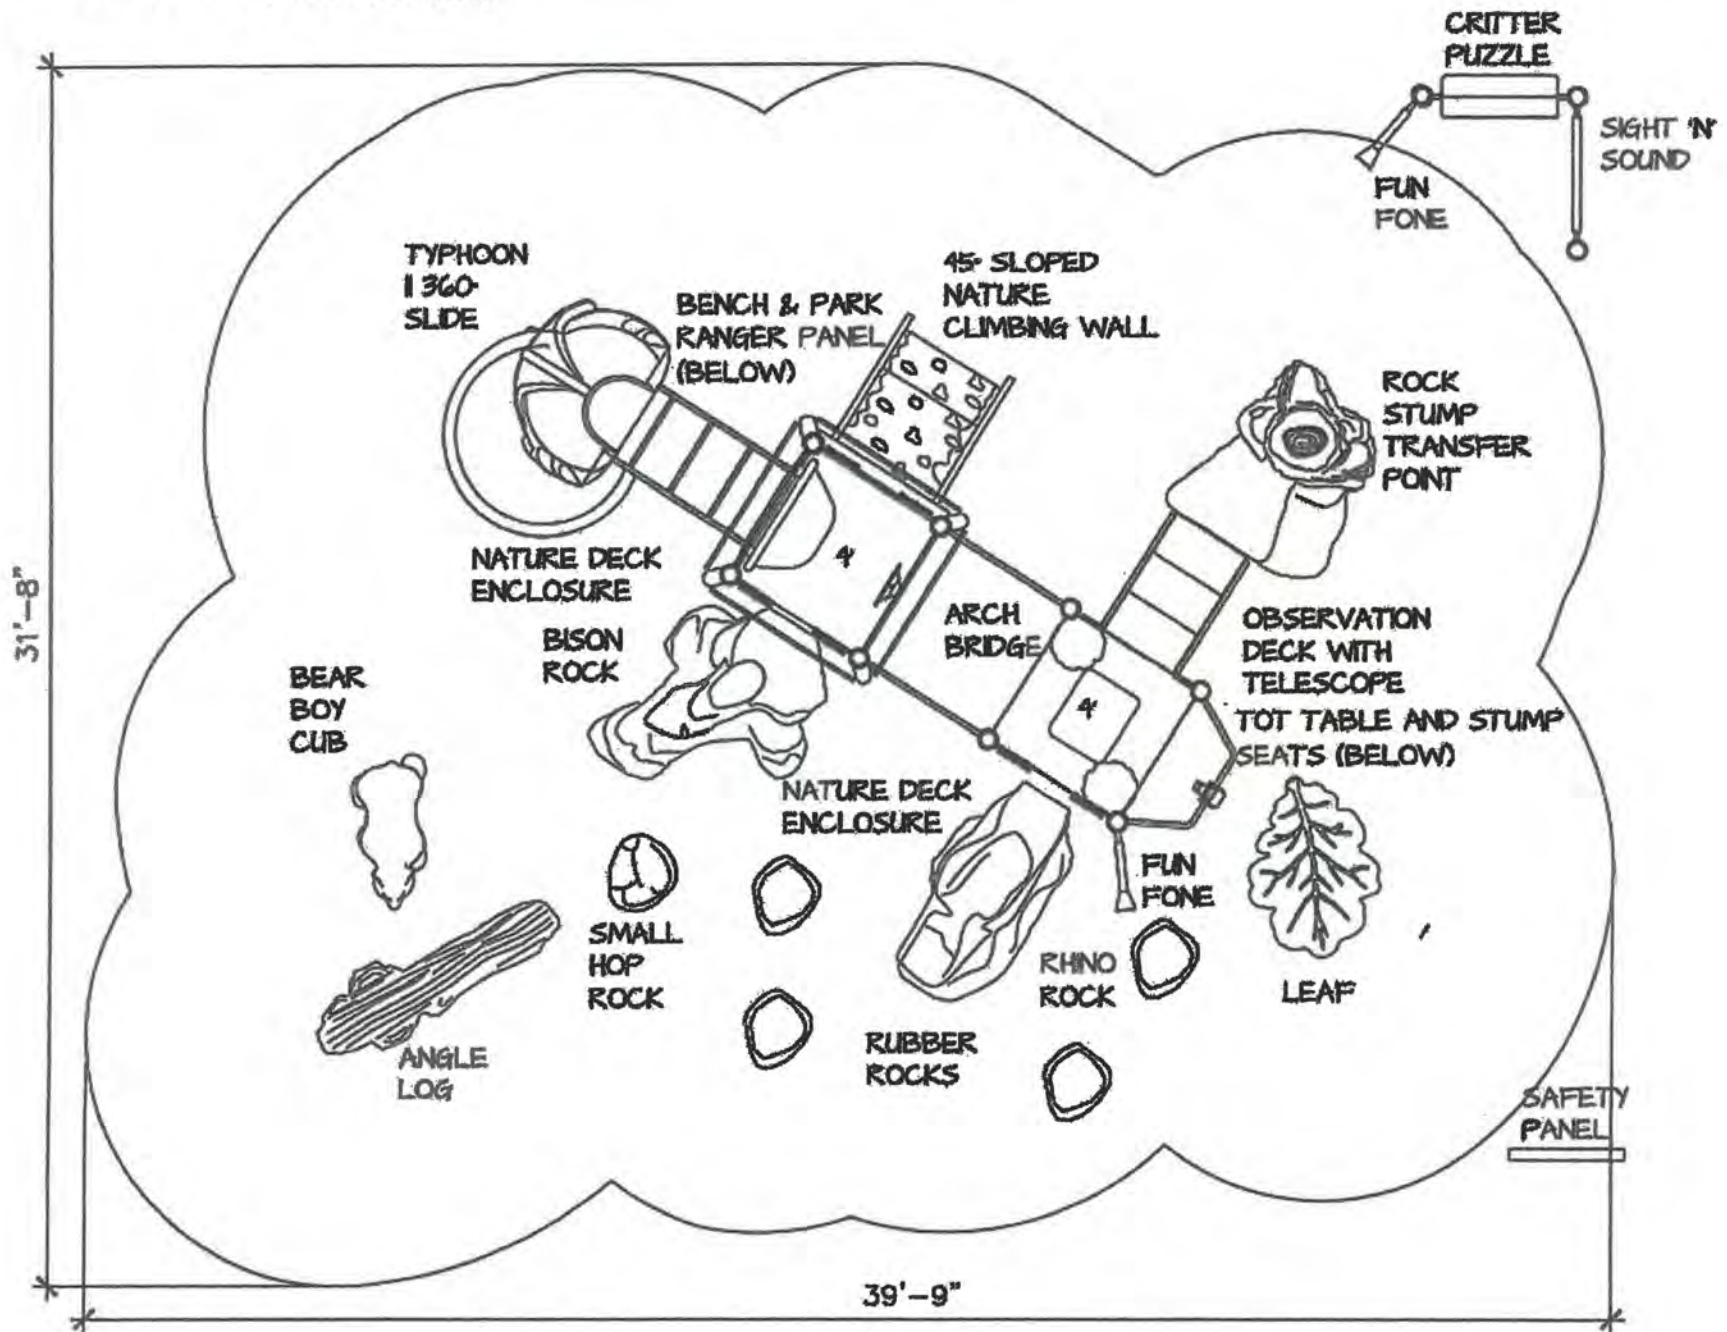 CRITTER
PUZZLE
SIGHT 'N'
SOUND
FUN
FONE
TYPHOON
II 360°
SLIDE
BENCH & PARK
RANGER PANEL
(BELOW)
45° SLOPED
NATURE
CLIMBING WALL
ROCK
STUMP
TRANSFER
POINT
NATURE DECK
ENCLOSURE
4'
31'-8"
BISON
ROCK
ARCH
BRIDGE
OBSERVATION
DECK WITH
TELESCOPE
TOT TABLE AND STUMP
SEATS (BELOW)
4'
BEAR
BOY
CUB
NATURE DECK
ENCLOSURE
FUN
FONE
SMALL
HOP
ROCK
RHINO
ROCK
LEAF
RUBBER
ROCKS
ANGLE
LOG
SAFETY
PANEL
39'-9"